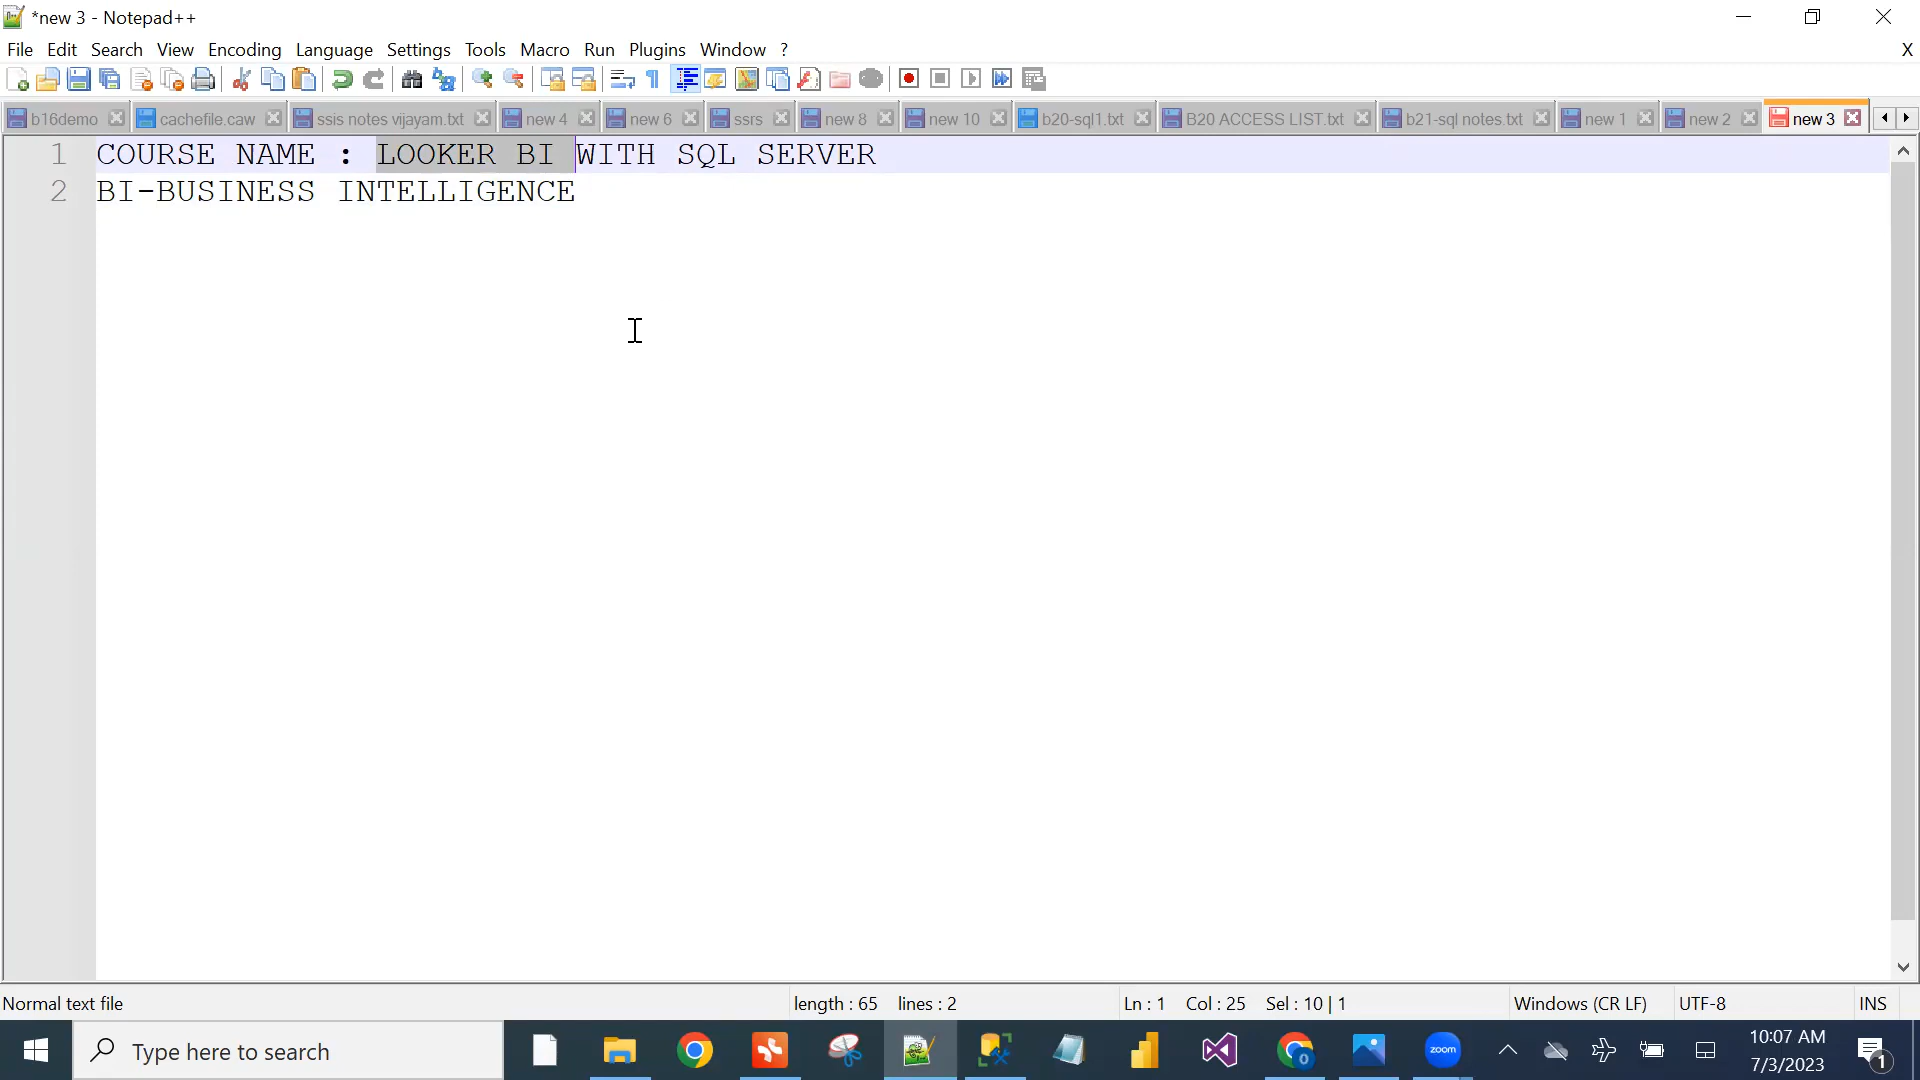 *new 3 - Notepad++
File Edit Search View Encoding Language Settings Tools Macro Run Plugins Window ? X
b16demo cachefile.caw ssis notes vijayam.txt new 4 new 6 ssrs new 8 new 10 b20-sql1.txt B20 ACCESS LIST.txt b21-sql notes.txt new 1 new 2 new 3
1 COURSE NAME : LOOKER BI WITH SQL SERVER
2 BI-BUSINESS INTELLIGENCE
Normal text file length : 65 lines : 2 Ln : 1 Col : 25 Sel : 10 | 1 Windows (CR LF) UTF-8 INS
Type here to search zoom 10:07 AM
7/3/2023 1